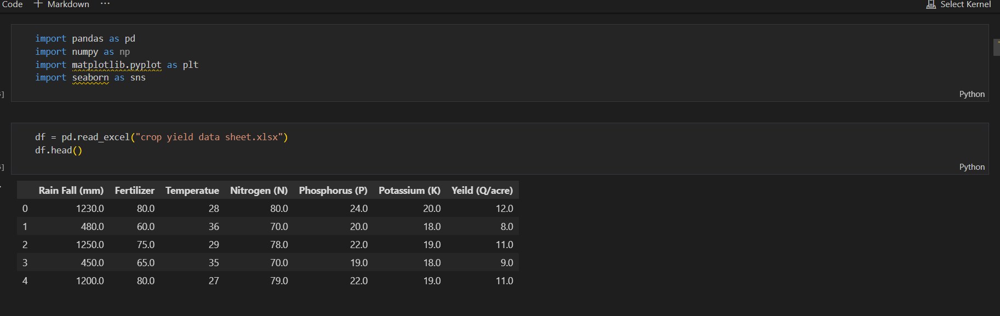 Code + Markdown ... Select Kernel
import pandas as pd
import numpy as np
import matplotlib.pyplot as plt
import seaborn as sns
]
Python
df = pd.read_excel("crop yield data sheet.xlsx")
df.head()
]
Python
Rain Fall (mm) Fertilizer Temperatue Nitrogen (N) Phosphorus (P) Potassium (K) Yeild (Q/acre)
0 1230.0 80.0 28 80.0 24.0 20.0 12.0
1 480.0 60.0 36 70.0 20.0 18.0 8.0
2 1250.0 75.0 29 78.0 22.0 19.0 11.0
3 450.0 65.0 35 70.0 19.0 18.0 9.0
4 1200.0 80.0 27 79.0 22.0 19.0 11.0